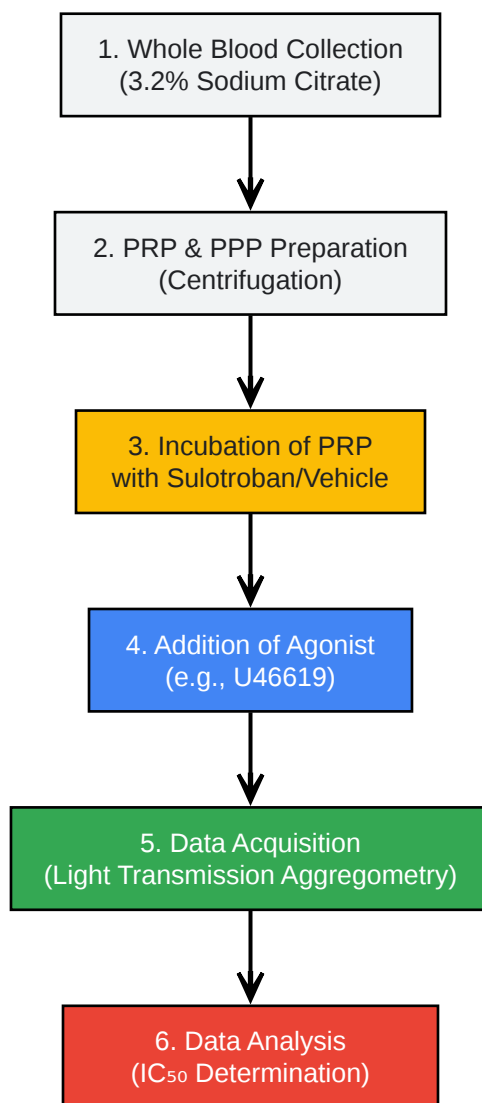 1. Whole Blood Collection
(3.2% Sodium Citrate)
2. PRP & PPP Preparation
(Centrifugation)
3. Incubation of PRP
with Sulotroban/Vehicle
4. Addition of Agonist
(e.g., U46619)
5. Data Acquisition
(Light Transmission Aggregometry)
6. Data Analysis
(IC₅₀ Determination)